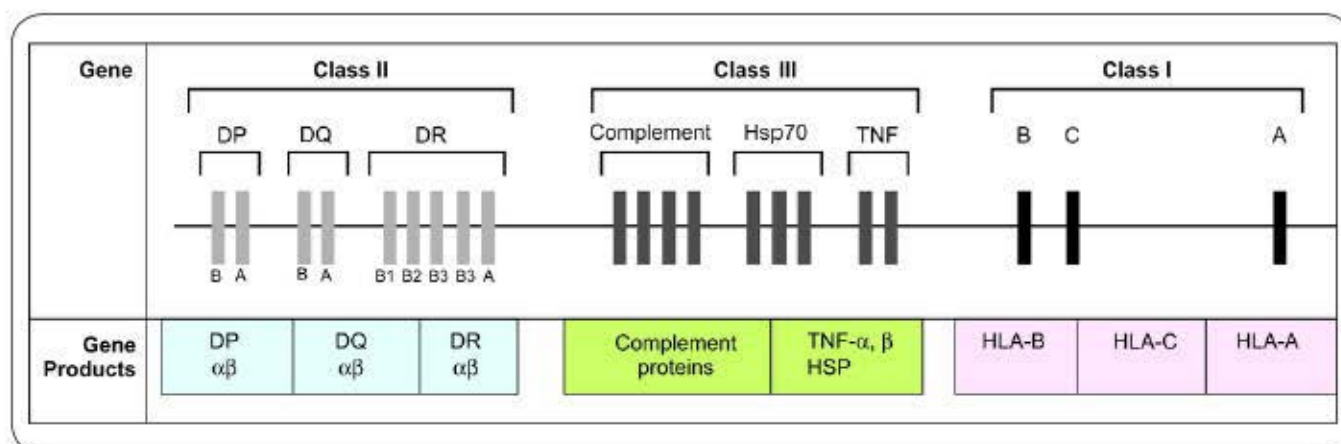 Gene
Class II
Class III
Class I
DP
DQ
DR
Complement
Hsp70
TNF
B
C
A
B A
B A
B1 B2 B3 B3 A
Gene
Products
DP
αβ
DQ
αβ
DR
αβ
Complement
proteins
TNF-α, β
HSP
HLA-B
HLA-C
HLA-A